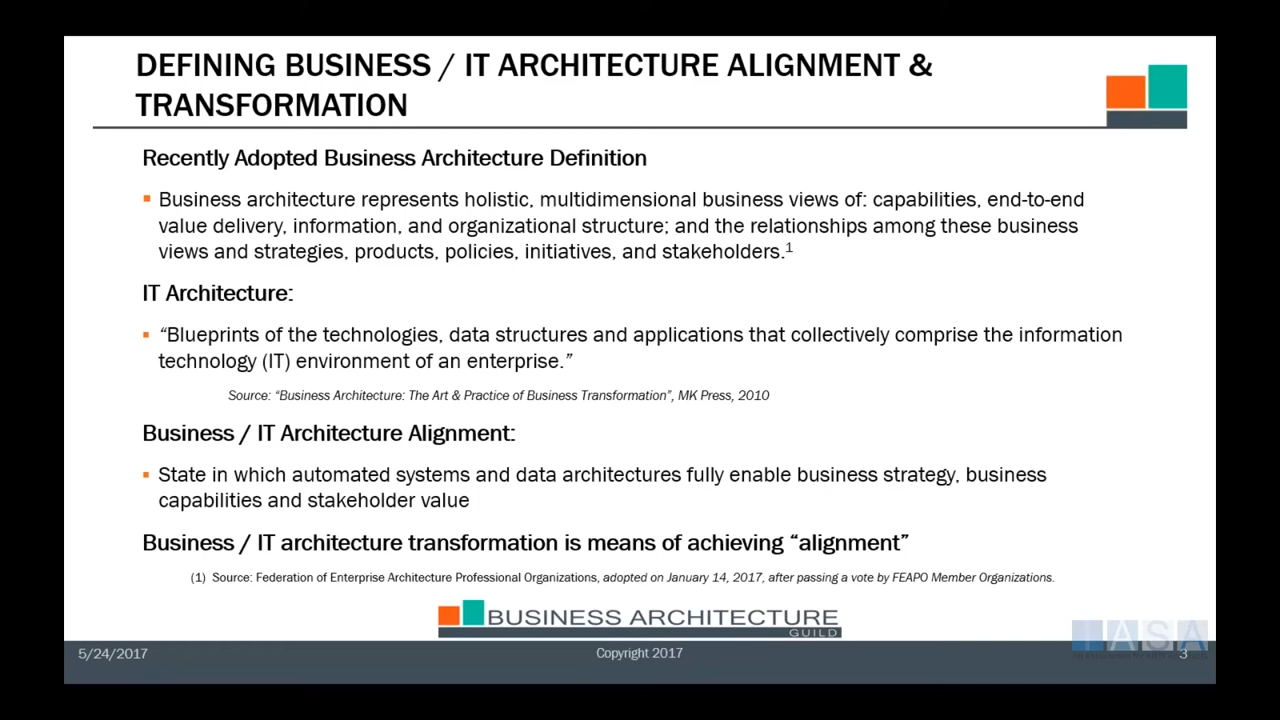 DEFINING BUSINESS / IT ARCHITECTURE ALIGNMENT &
TRANSFORMATION
Recently Adopted Business Architecture Definition
▪ Business architecture represents holistic, multidimensional business views of: capabilities, end-to-end
value delivery, information, and organizational structure; and the relationships among these business
views and strategies, products, policies, initiatives, and stakeholders.¹
IT Architecture:
▪ “Blueprints of the technologies, data structures and applications that collectively comprise the information
technology (IT) environment of an enterprise.”
Source: “Business Architecture: The Art & Practice of Business Transformation”, MK Press, 2010
Business / IT Architecture Alignment:
▪ State in which automated systems and data architectures fully enable business strategy, business
capabilities and stakeholder value
Business / IT architecture transformation is means of achieving “alignment”
(1) Source: Federation of Enterprise Architecture Professional Organizations, adopted on January 14, 2017, after passing a vote by FEAPO Member Organizations.
BUSINESS ARCHITECTURE
GUILD
IASA
5/24/2017 Copyright 2017 3